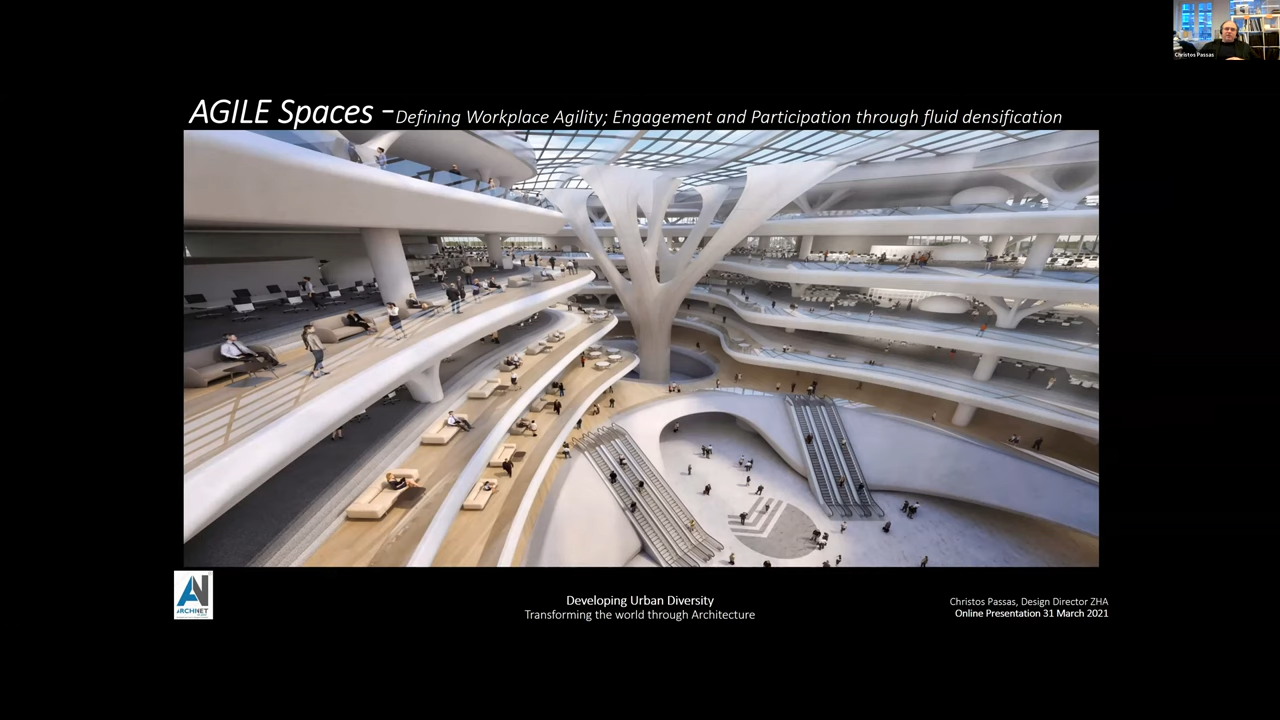 Christos Passas
AGILE Spaces – Defining Workplace Agility; Engagement and Participation through fluid densification
AN
ARCHNET
Developing Urban Diversity
Transforming the world through Architecture
Christos Passas, Design Director ZHA
Online Presentation 31 March 2021